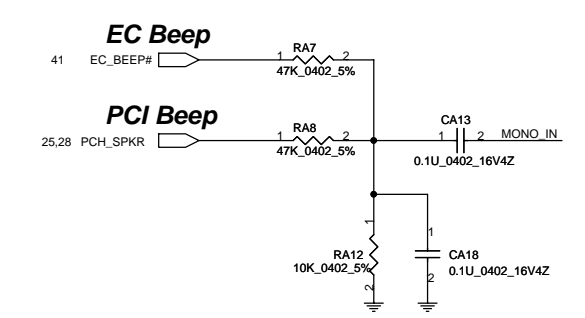 EC Beep
41 EC_BEEP# 1 RA7 2
47K_0402_5%
PCI Beep
25,28 PCH_SPKR 1 RA8 2
47K_0402_5%
CA13
1 2 MONO_IN
0.1U_0402_16V4Z
1
RA12
10K_0402_5%
2
1
CA18
0.1U_0402_16V4Z
2